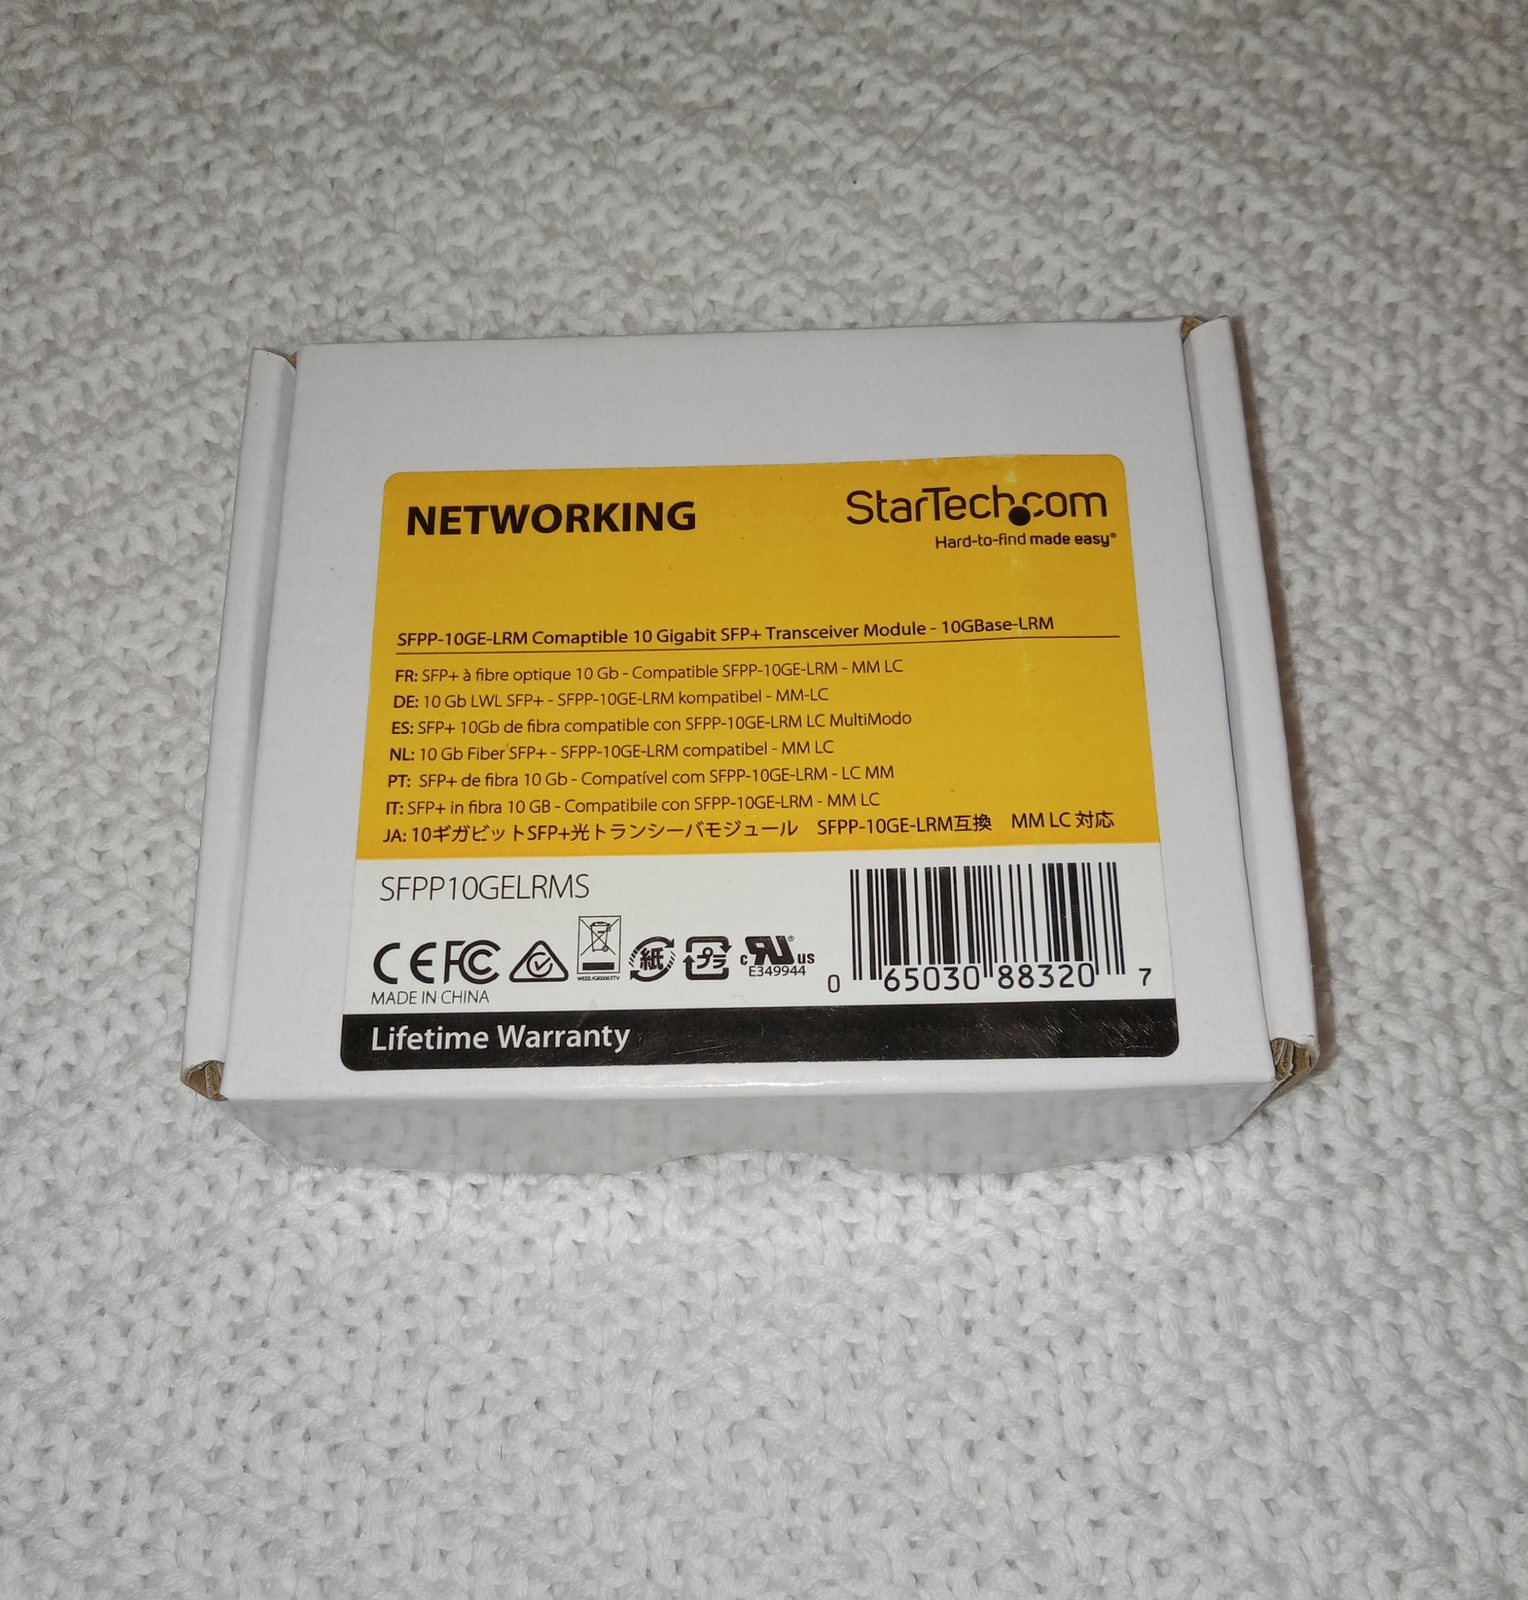 NETWORKING
StarTech.com
Hard-to-find made easy®
SFPP-10GE-LRM Comaptible 10 Gigabit SFP+ Transceiver Module - 10GBase-LRM
FR: SFP+ à fibre optique 10 Gb - Compatible SFPP-10GE-LRM - MM LC
DE: 10 Gb LWL SFP+ - SFPP-10GE-LRM kompatibel - MM-LC
ES: SFP+ 10Gb de fibra compatible con SFPP-10GE-LRM LC MultiModo
NL: 10 Gb Fiber SFP+ - SFPP-10GE-LRM compatibel - MM LC
PT: SFP+ de fibra 10 Gb - Compatível com SFPP-10GE-LRM - LC MM
IT: SFP+ in fibra 10 GB - Compatibile con SFPP-10GE-LRM - MM LC
JA: 10ギガビットSFP+光トランシーバモジュール SFPP-10GE-LRM互換 MM LC 対応
SFPP10GELRMS
CE FC 紙 プラ c RU® us
E349944
MADE IN CHINA
0 65030 88320 7
Lifetime Warranty